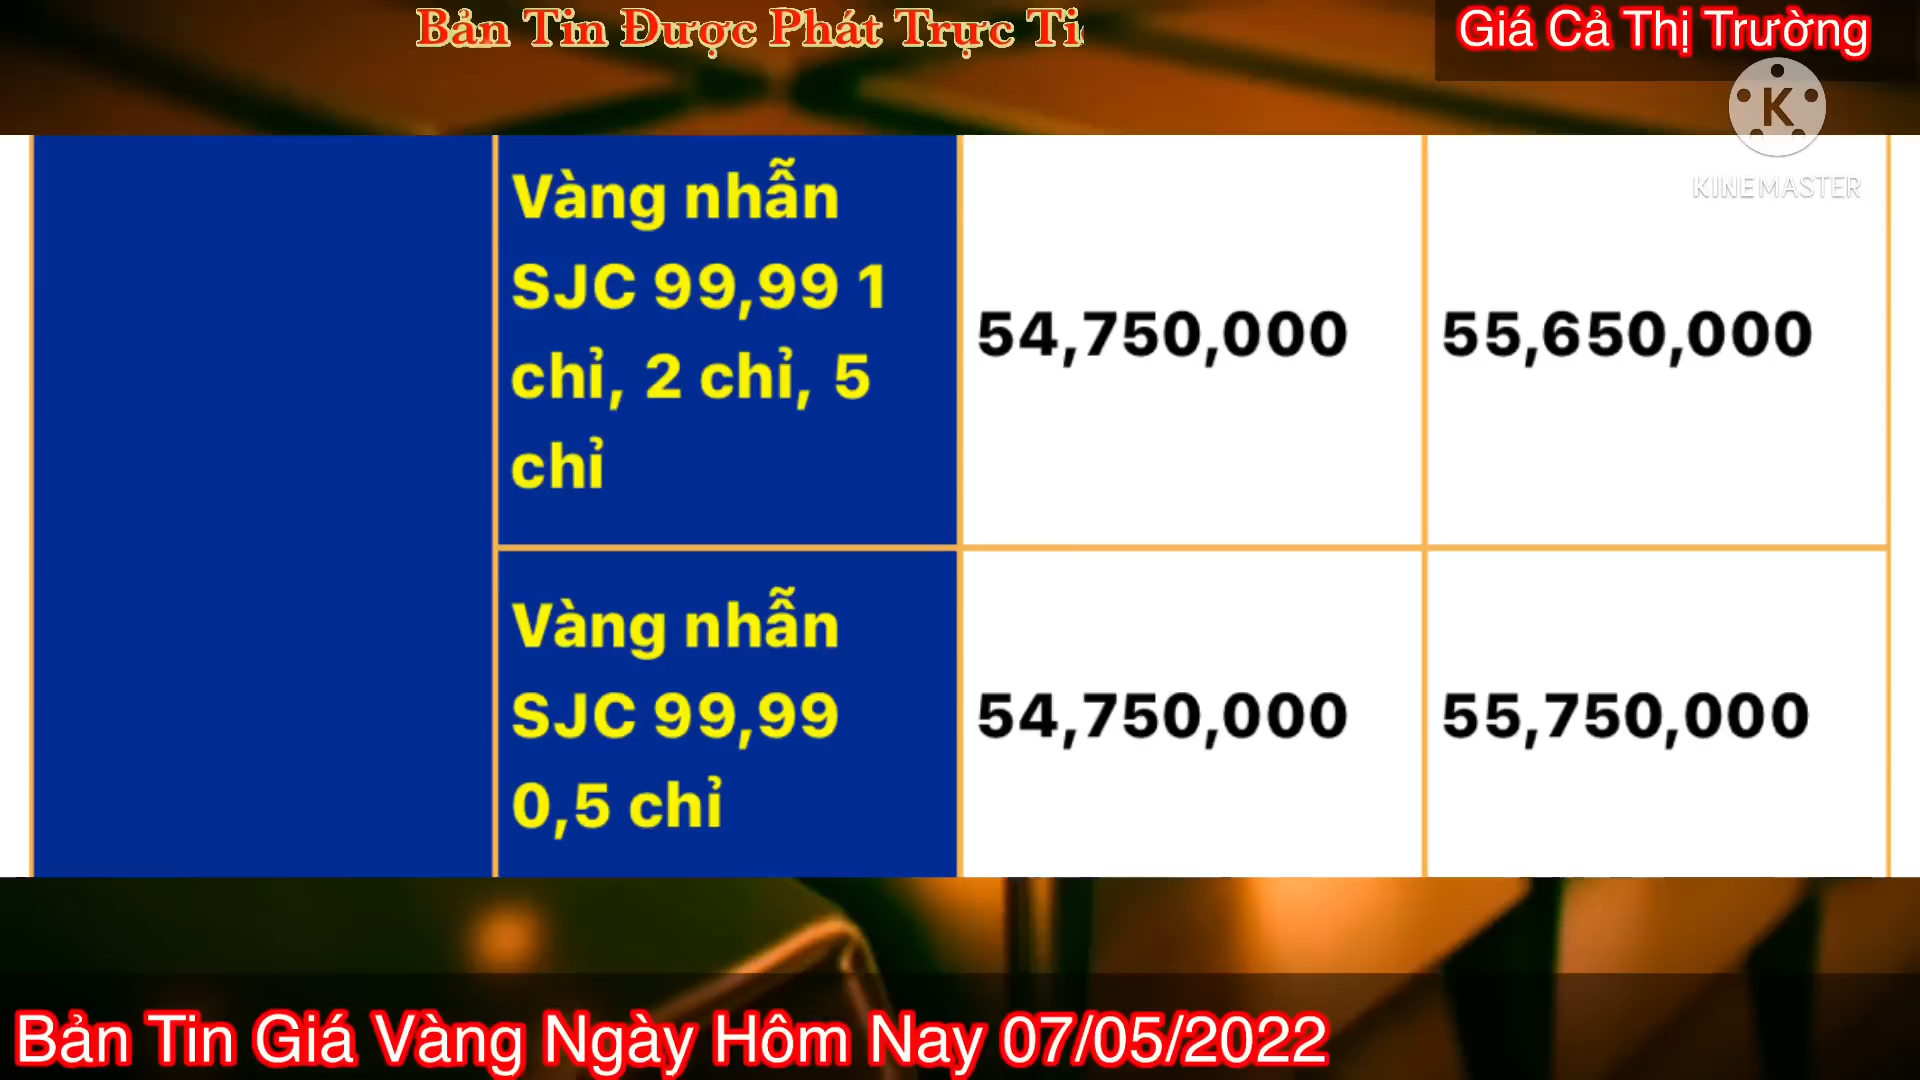 Bản Tin Được Phát Trực Ti
Giá Cả Thị Trường
K
KINEMASTER
Vàng nhẫn
SJC 99,99 1
chỉ, 2 chỉ, 5
chỉ
54,750,000
55,650,000
Vàng nhẫn
SJC 99,99
0,5 chỉ
54,750,000
55,750,000
Bản Tin Giá Vàng Ngày Hôm Nay 07/05/2022